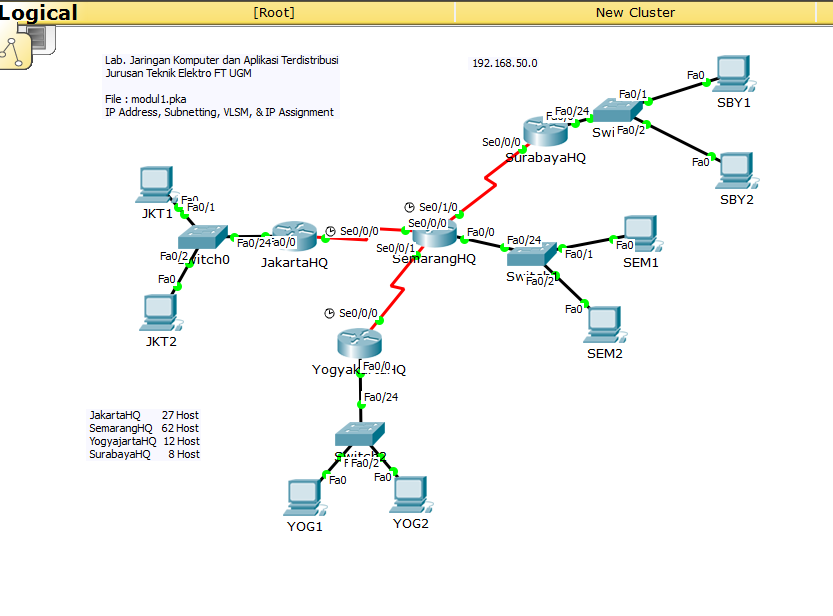 Logical
[Root]
New Cluster
Lab. Jaringan Komputer dan Aplikasi Terdistribusi
Jurusan Teknik Elektro FT UGM
File : modul1.pka
IP Address, Subnetting, VLSM, & IP Assignment
192.168.50.0
Fa0
SBY1
Fa0/1
Fa0/24
Fa0/2
Se0/0/0
SurabayaHQ
Fa0
SBY2
JKT1
Fa0
Fa0/1
Fa0/24
Fa0/2
JakartaHQ
Se0/0/0
Se0/1/0
Se0/0/0
Se0/0/1
SemarangHQ
Fa0/0
Fa0/24
Fa0/1
Fa0/2
Fa0
SEM1
Fa0
SEM2
Fa0
JKT2
Se0/0/0
Fa0/0
Fa0/24
JakartaHQ 27 Host
SemarangHQ 62 Host
YogyajartaHQ 12 Host
SurabayaHQ 8 Host
Switch2
Fa0/2
Fa0
Fa0
YOG1
YOG2